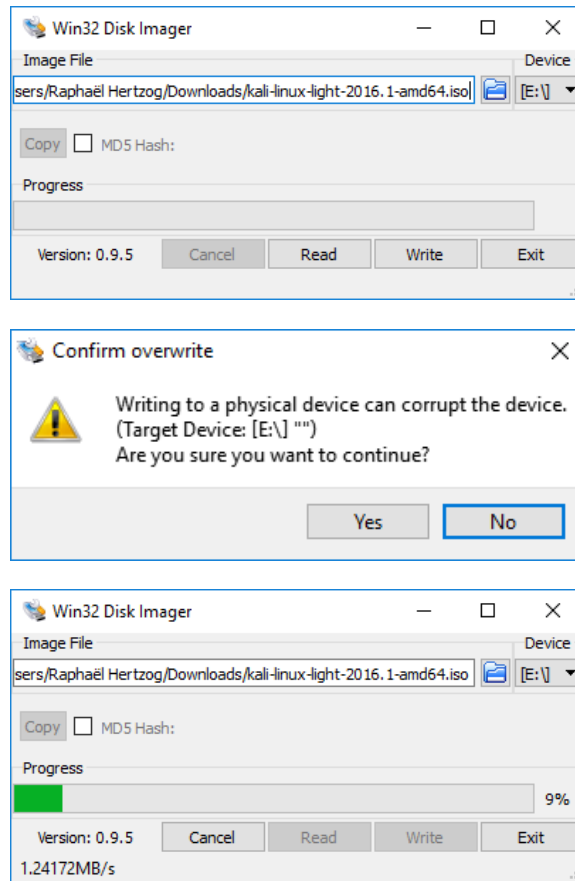 Win32 Disk Imager
Image File Device
sers/Raphaël Hertzog/Downloads/kali-linux-light-2016.1-amd64.iso [E:\]
Copy MD5 Hash:
Progress
Version: 0.9.5 Cancel Read Write Exit
Confirm overwrite
Writing to a physical device can corrupt the device.
(Target Device: [E:\] "")
Are you sure you want to continue?
Yes No
Win32 Disk Imager
Image File Device
sers/Raphaël Hertzog/Downloads/kali-linux-light-2016.1-amd64.iso [E:\]
Copy MD5 Hash:
Progress
9%
Version: 0.9.5 Cancel Read Write Exit
1.24172MB/s